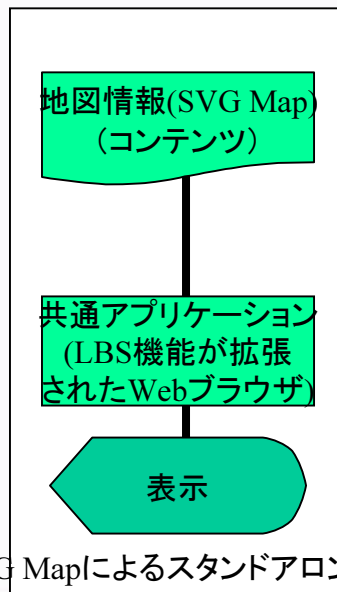 地図情報(SVG Map)
(コンテンツ)
共通アプリケーション
(LBS機能が拡張
されたWebブラウザ)
表示
G Mapによるスタンドアロン